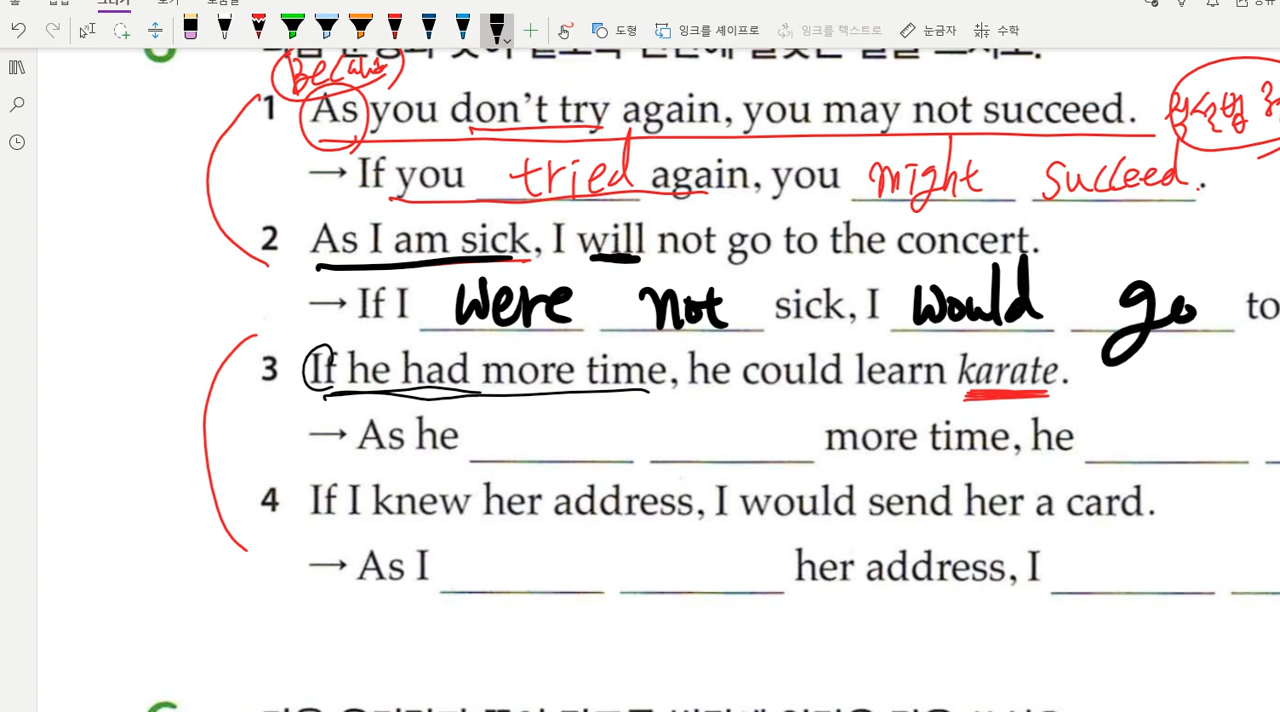 도형 잉크를 셰이프로 잉크를 텍스트로 눈금자 수학
1 As you don't try again, you may not succeed.
→ If you tried again, you might succeed.
2 As I am sick, I will not go to the concert.
→ If I were not sick, I would go to
3 If he had more time, he could learn karate.
→ As he more time, he
4 If I knew her address, I would send her a card.
→ As I her address, I